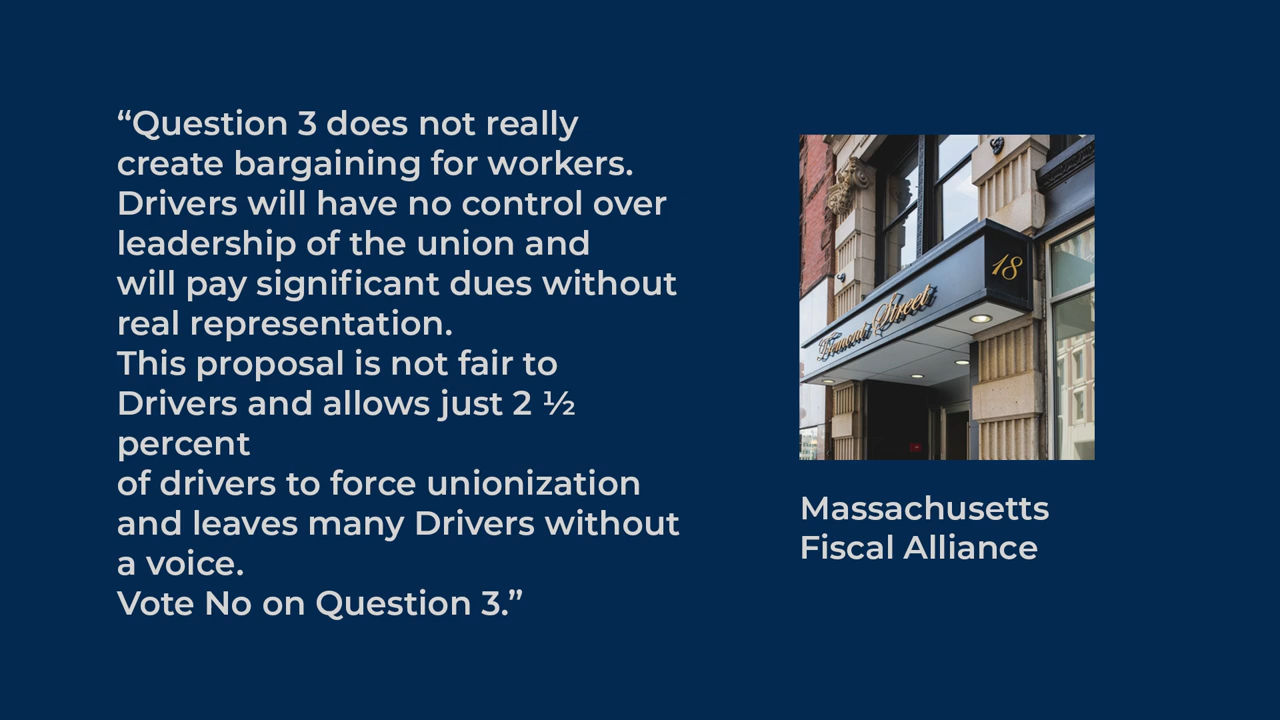 “Question 3 does not really
create bargaining for workers.
Drivers will have no control over
leadership of the union and
will pay significant dues without
real representation.
This proposal is not fair to
Drivers and allows just 2 ½
percent
of drivers to force unionization
and leaves many Drivers without
a voice.
Vote No on Question 3.”
18
Tremont Street
Massachusetts
Fiscal Alliance